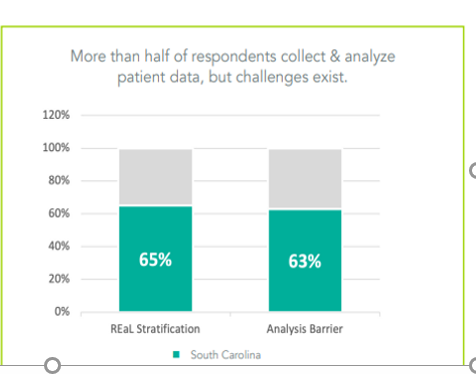 More than half of respondents collect & analyze
patient data, but challenges exist.
120%
100%
80%
60%
40%
20%
0%
65%
63%
REaL Stratification
Analysis Barrier
South Carolina